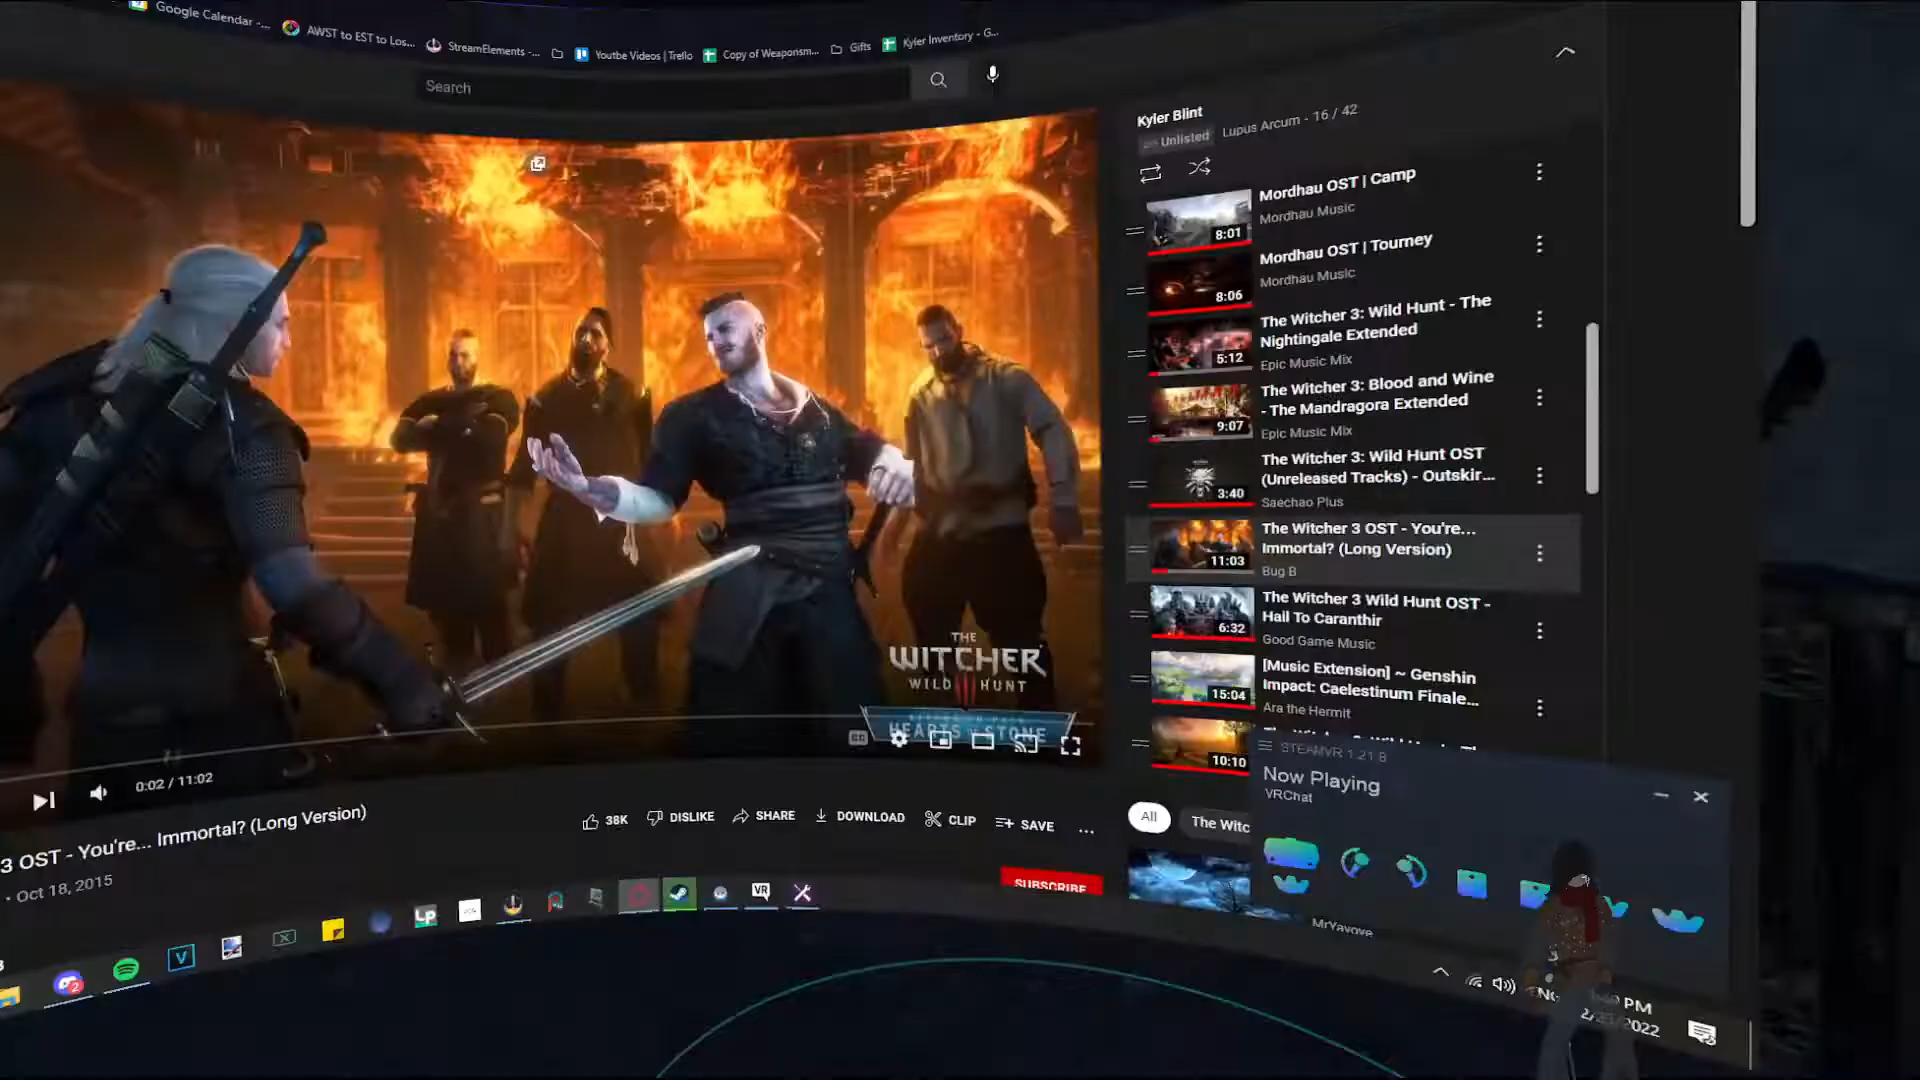 Google Calendar -...
AWST to EST to Los...
StreamElements -...
Youtbe Videos | Trello
Copy of Weaponsm...
Gifts
Kyler Inventory - G...
Search
Kyler Blint
Unlisted
Lupus Arcum - 16 / 42
Mordhau OST | Camp
Mordhau Music
8:01
Mordhau OST | Tourney
Mordhau Music
8:06
The Witcher 3: Wild Hunt - The
Nightingale Extended
Epic Music Mix
5:12
The Witcher 3: Blood and Wine
- The Mandragora Extended
Epic Music Mix
9:07
The Witcher 3: Wild Hunt OST
(Unreleased Tracks) - Outskir...
Saechao Plus
3:40
The Witcher 3 OST - You're...
Immortal? (Long Version)
Bug B
11:03
The Witcher 3 Wild Hunt OST -
Hail To Caranthir
Good Game Music
6:32
[Music Extension] ~ Genshin
Impact: Caelestinum Finale...
Ara the Hermit
15:04
10:10
THE
WITCHER
WILD HUNT
HEARTS of STONE
CC
0:02 / 11:02
3 OST - You're... Immortal? (Long Version)
• Oct 18, 2015
38K
DISLIKE
SHARE
DOWNLOAD
CLIP
SAVE
SUBSCRIBE
All
The Witc
MrYavove
STEAMVR 1.21.8
Now Playing
VRChat
Lp
VR
V
2
PM
2022